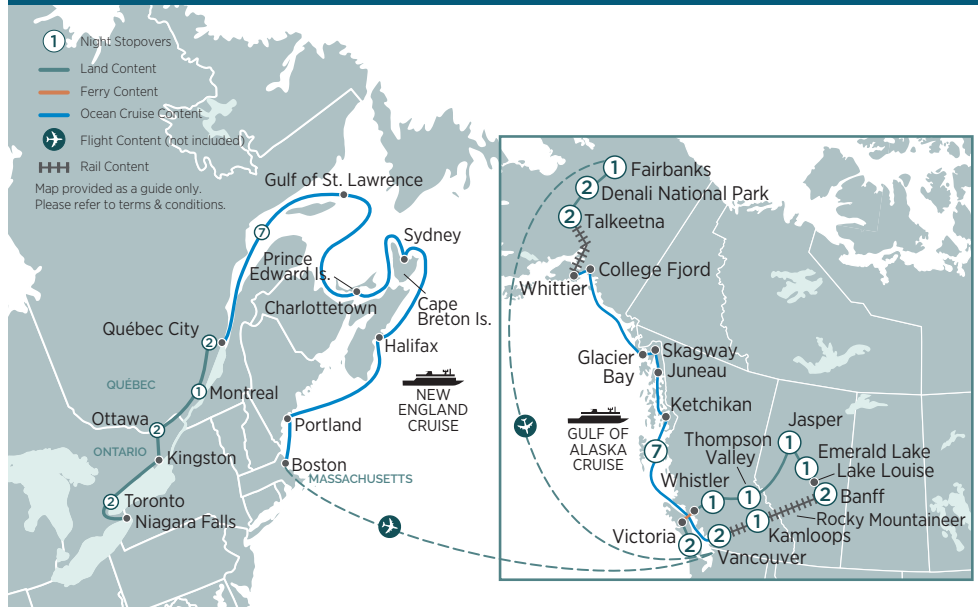 1 Night Stopovers
Land Content
Ferry Content
Ocean Cruise Content
Flight Content (not included)
Rail Content
Map provided as a guide only.
Please refer to terms & conditions.
Gulf of St. Lawrence
7
Sydney
Prince
Edward Is.
Charlottetown
Cape
Breton Is.
Québec City
2
Halifax
QUÉBEC
1
Montreal
NEW
ENGLAND
CRUISE
Ottawa
2
Portland
ONTARIO
Kingston
Boston
MASSACHUSETTS
2
Toronto
Niagara Falls
1
Fairbanks
2
Denali National Park
2
Talkeetna
College Fjord
Whittier
Glacier
Bay
Skagway
Juneau
Ketchikan
GULF OF
ALASKA
CRUISE
7
Jasper
1
Thompson
Valley
1
Emerald Lake
1
Lake Louise
Whistler
1
2
Banff
Rocky Mountaineer
1
Kamloops
Victoria
2
2
Vancouver